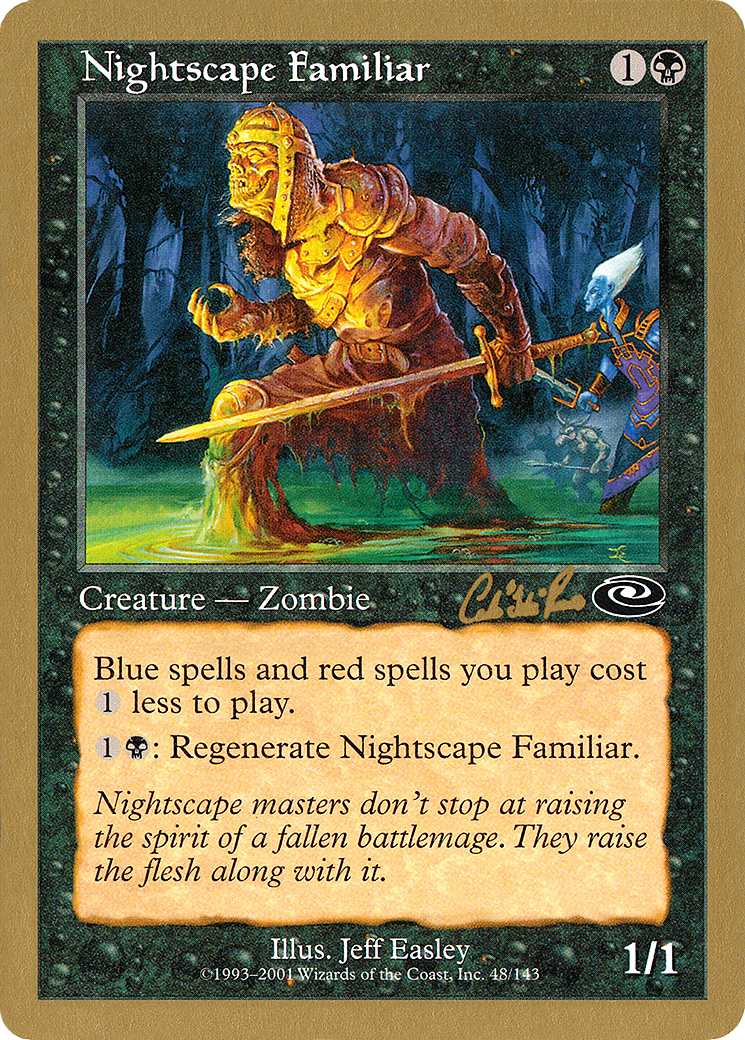 Nightscape Familiar 1
Creature — Zombie
Blue spells and red spells you play cost
1 less to play.
1 : Regenerate Nightscape Familiar.
Nightscape masters don't stop at raising
the spirit of a fallen battlemage. They raise
the flesh along with it.
Illus. Jeff Easley
©1993–2001 Wizards of the Coast, Inc. 48/143
1/1